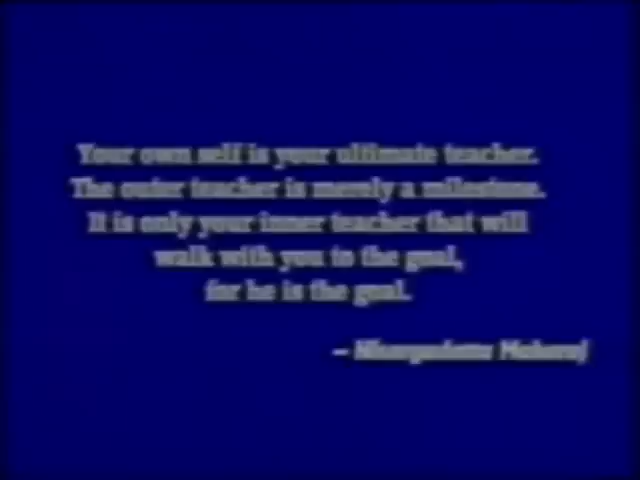 Your own self is your ultimate teacher.
The outer teacher is merely a milestone.
It is only your inner teacher that will
walk with you to the goal,
for he is the goal.
– Nisargadatta Maharaj